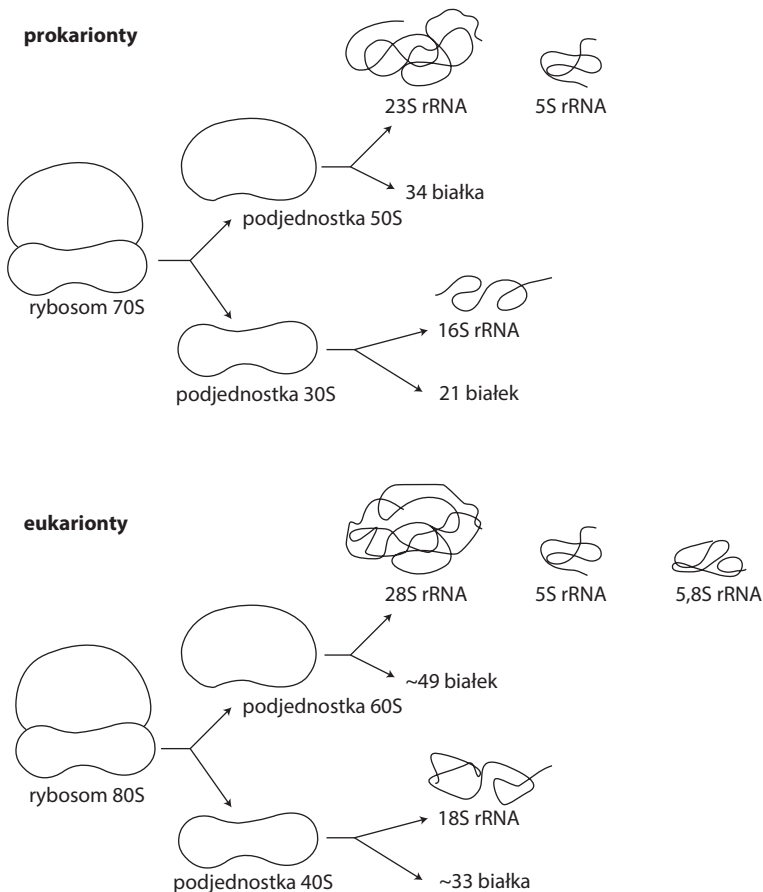 prokarionty
23S rRNA
5S rRNA
34 białka
podjednostka 50S
rybosom 70S
16S rRNA
podjednostka 30S
21 białek
eukarionty
28S rRNA
5S rRNA
5,8S rRNA
~49 białek
podjednostka 60S
rybosom 80S
18S rRNA
podjednostka 40S
~33 białka